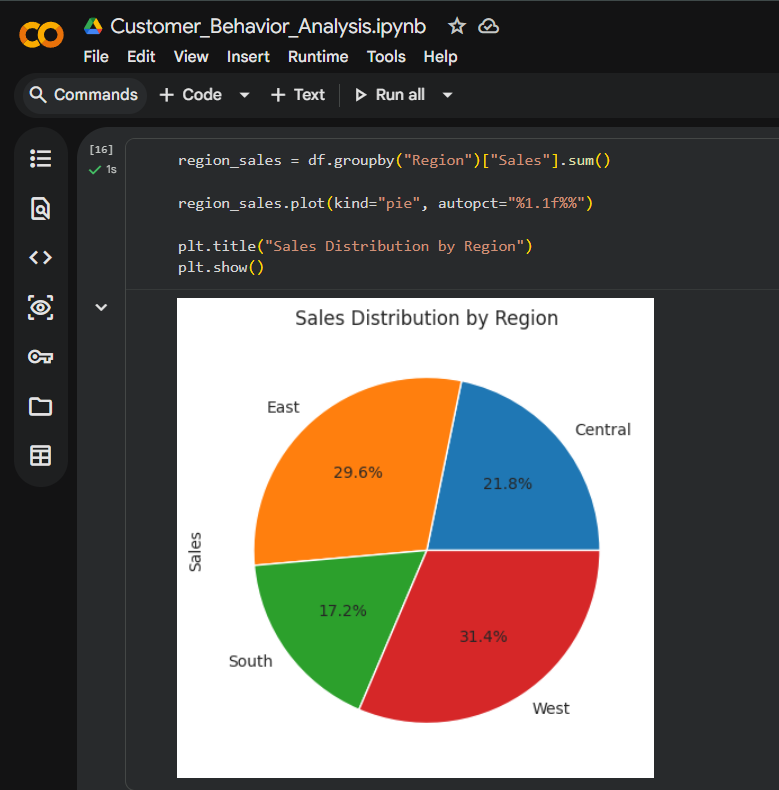 Customer_Behavior_Analysis.ipynb
File Edit View Insert Runtime Tools Help
Commands + Code + Text Run all
[16]
1s
region_sales = df.groupby("Region")["Sales"].sum()
region_sales.plot(kind="pie", autopct="%1.1f%%")
plt.title("Sales Distribution by Region")
plt.show()
Sales Distribution by Region
East
Central
29.6%
21.8%
Sales
17.2%
31.4%
South
West